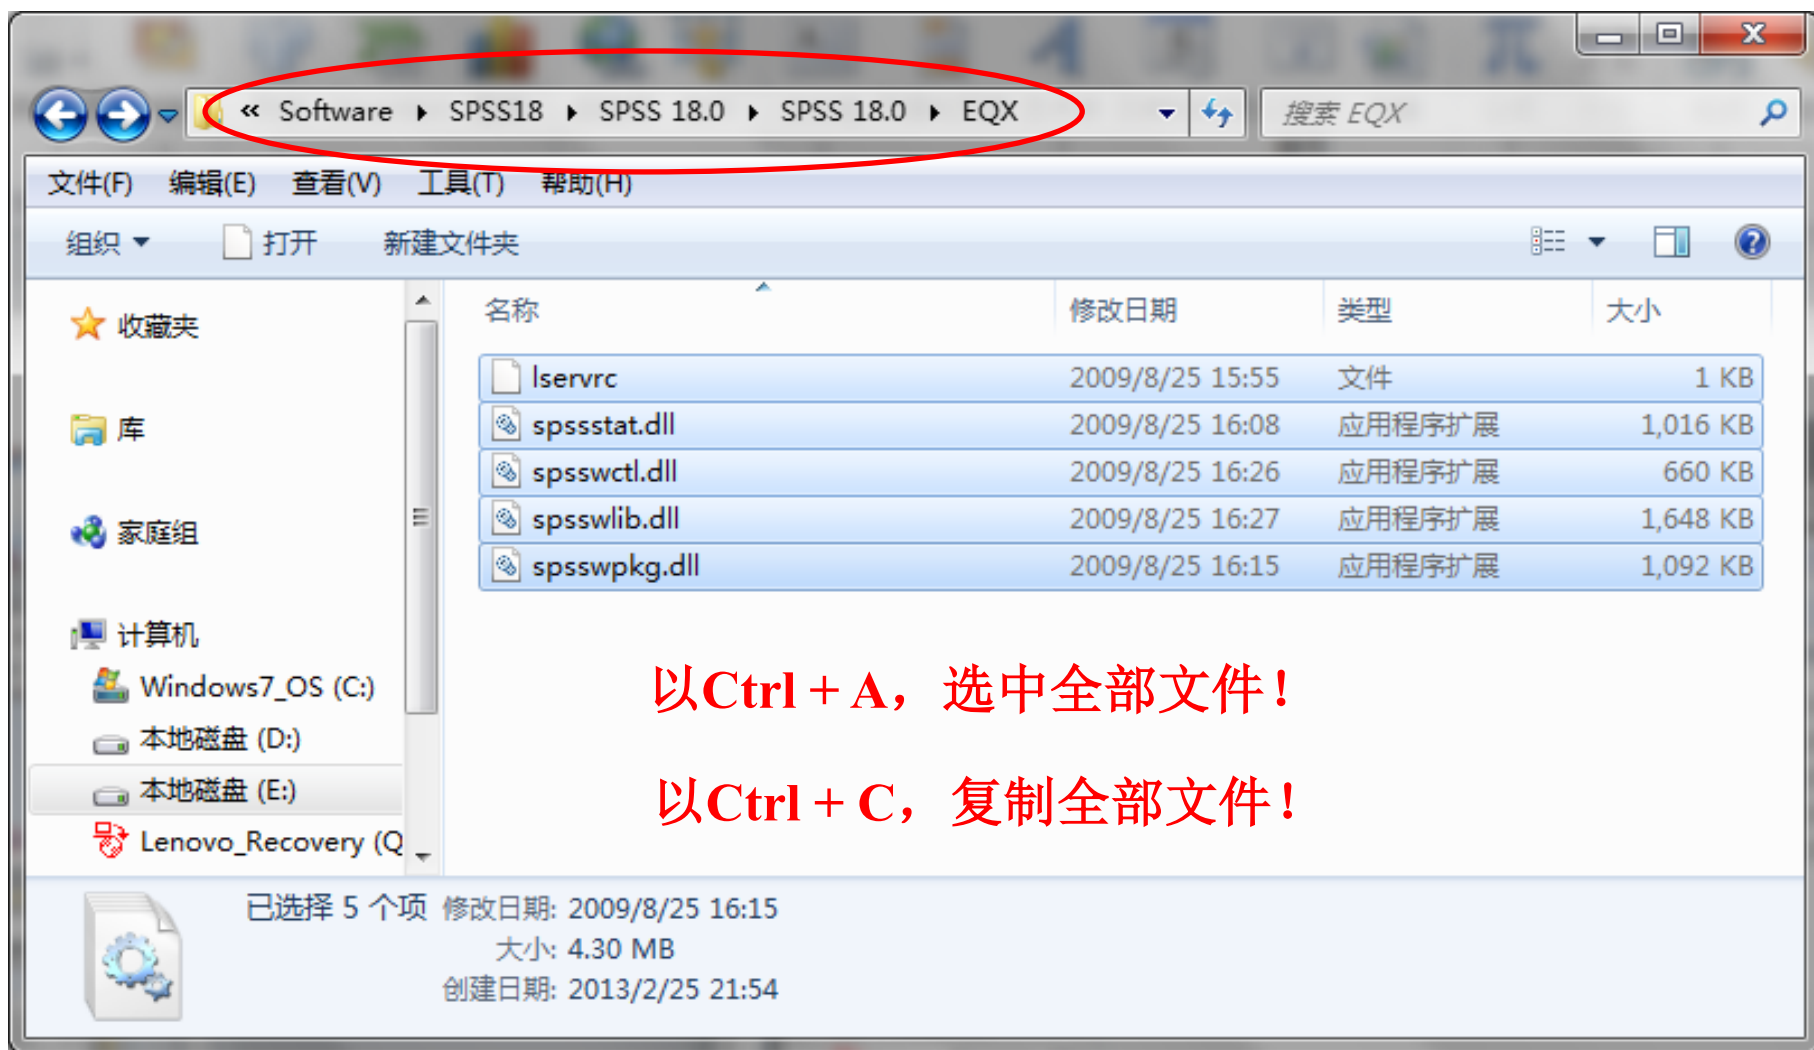 « Software ▸ SPSS18 ▸ SPSS 18.0 ▸ SPSS 18.0 ▸ EQX
搜索 EQX
文件(F) 编辑(E) 查看(V) 工具(T) 帮助(H)
组织 打开 新建文件夹
收藏夹
库
家庭组
计算机
Windows7_OS (C:)
本地磁盘 (D:)
本地磁盘 (E:)
Lenovo_Recovery (Q
名称 修改日期 类型 大小
lservrc 2009/8/25 15:55 文件 1 KB
spssstat.dll 2009/8/25 16:08 应用程序扩展 1,016 KB
spsswctl.dll 2009/8/25 16:26 应用程序扩展 660 KB
spsswlib.dll 2009/8/25 16:27 应用程序扩展 1,648 KB
spsswpkg.dll 2009/8/25 16:15 应用程序扩展 1,092 KB
以Ctrl + A，选中全部文件！
以Ctrl + C，复制全部文件！
已选择 5 个项 修改日期: 2009/8/25 16:15
大小: 4.30 MB
创建日期: 2013/2/25 21:54